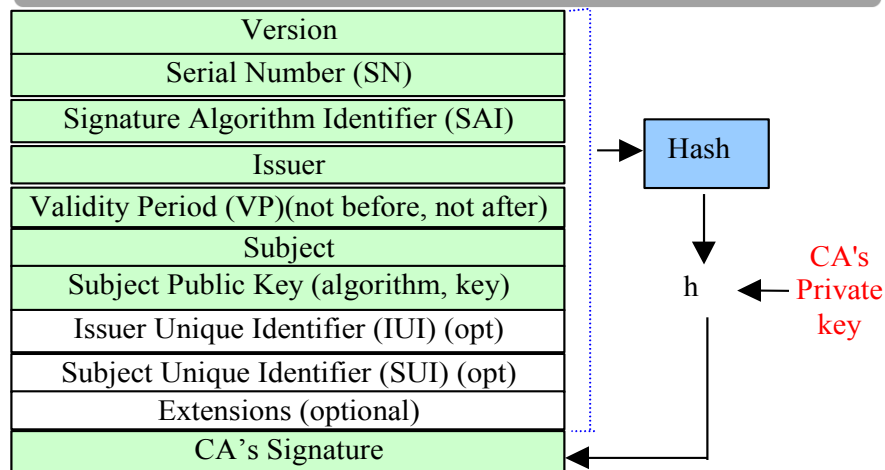 Version
Serial Number (SN)
Signature Algorithm Identifier (SAI)
Issuer
Validity Period (VP)(not before, not after)
Subject
Subject Public Key (algorithm, key)
Issuer Unique Identifier (IUI) (opt)
Subject Unique Identifier (SUI) (opt)
Extensions (optional)
CA’s Signature
Hash
h
CA's
Private
key